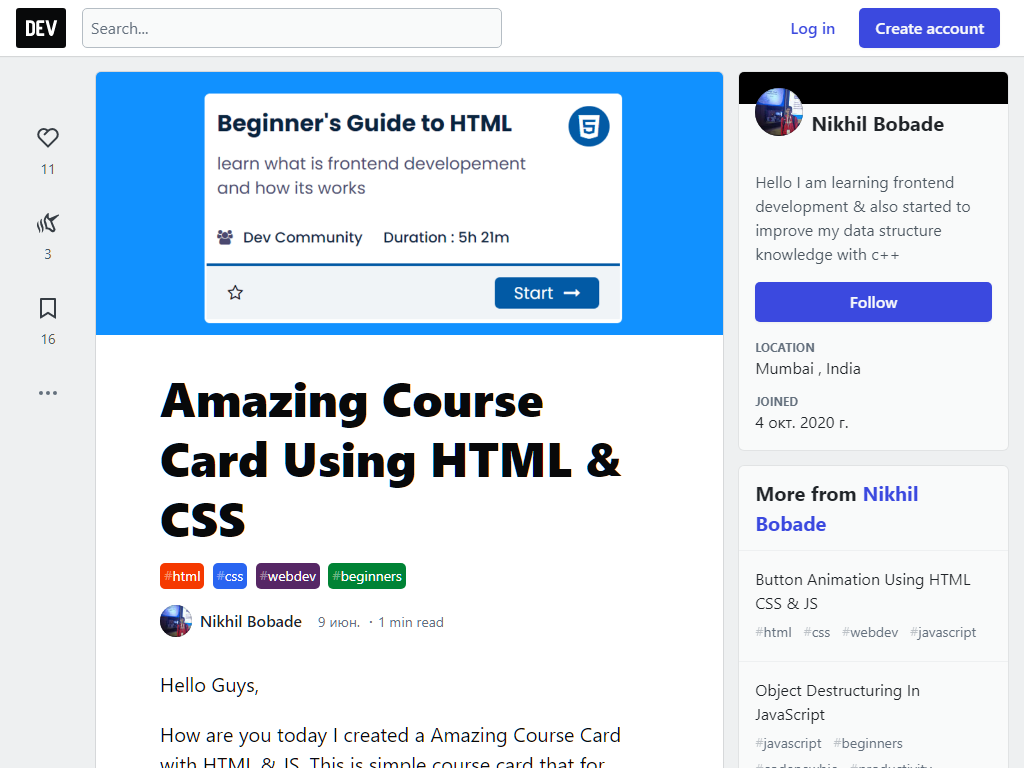 DEV
Search...
Log in
Create account
11
3
16
Beginner's Guide to HTML
learn what is frontend developement
and how its works
Dev Community
Duration : 5h 21m
Start
Amazing Course
Card Using HTML &
CSS
#html
#css
#webdev
#beginners
Nikhil Bobade
9 июн. · 1 min read
Hello Guys,
How are you today I created a Amazing Course Card
with HTML & JS. This is simple course card that for
Nikhil Bobade
Hello I am learning frontend
development & also started to
improve my data structure
knowledge with c++
Follow
LOCATION
Mumbai , India
JOINED
4 окт. 2020 г.
More from Nikhil
Bobade
Button Animation Using HTML
CSS & JS
#html #css #webdev #javascript
Object Destructuring In
JavaScript
#javascript #beginners
#codenewbie #productivity